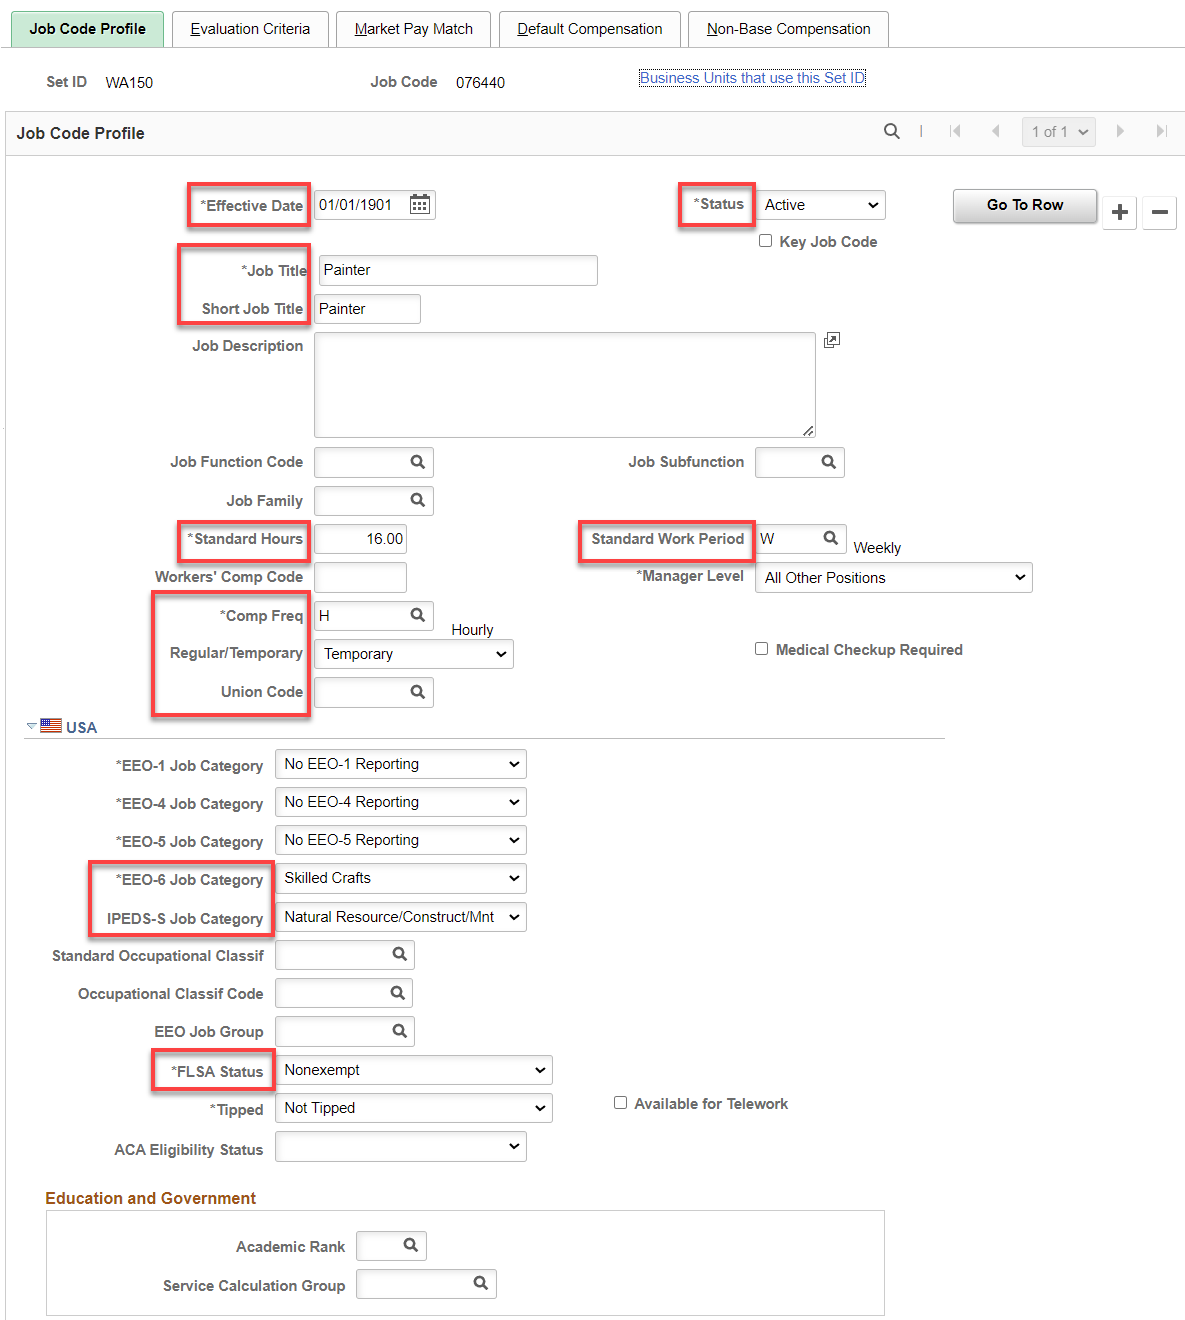 Job Code Profile Evaluation Criteria Market Pay Match Default Compensation Non-Base Compensation
Set ID WA150 Job Code 076440 Business Units that use this Set ID
Job Code Profile 1 of 1
*Effective Date 01/01/1901 *Status Active Go To Row
Key Job Code
*Job Title Painter
Short Job Title Painter
Job Description
Job Function Code Job Subfunction
Job Family
*Standard Hours 16.00 Standard Work Period W Weekly
Workers' Comp Code *Manager Level All Other Positions
*Comp Freq H Hourly
Regular/Temporary Temporary Medical Checkup Required
Union Code
USA
*EEO-1 Job Category No EEO-1 Reporting
*EEO-4 Job Category No EEO-4 Reporting
*EEO-5 Job Category No EEO-5 Reporting
*EEO-6 Job Category Skilled Crafts
IPEDS-S Job Category Natural Resource/Construct/Mnt
Standard Occupational Classif
Occupational Classif Code
EEO Job Group
*FLSA Status Nonexempt
*Tipped Not Tipped Available for Telework
ACA Eligibility Status
Education and Government
Academic Rank
Service Calculation Group